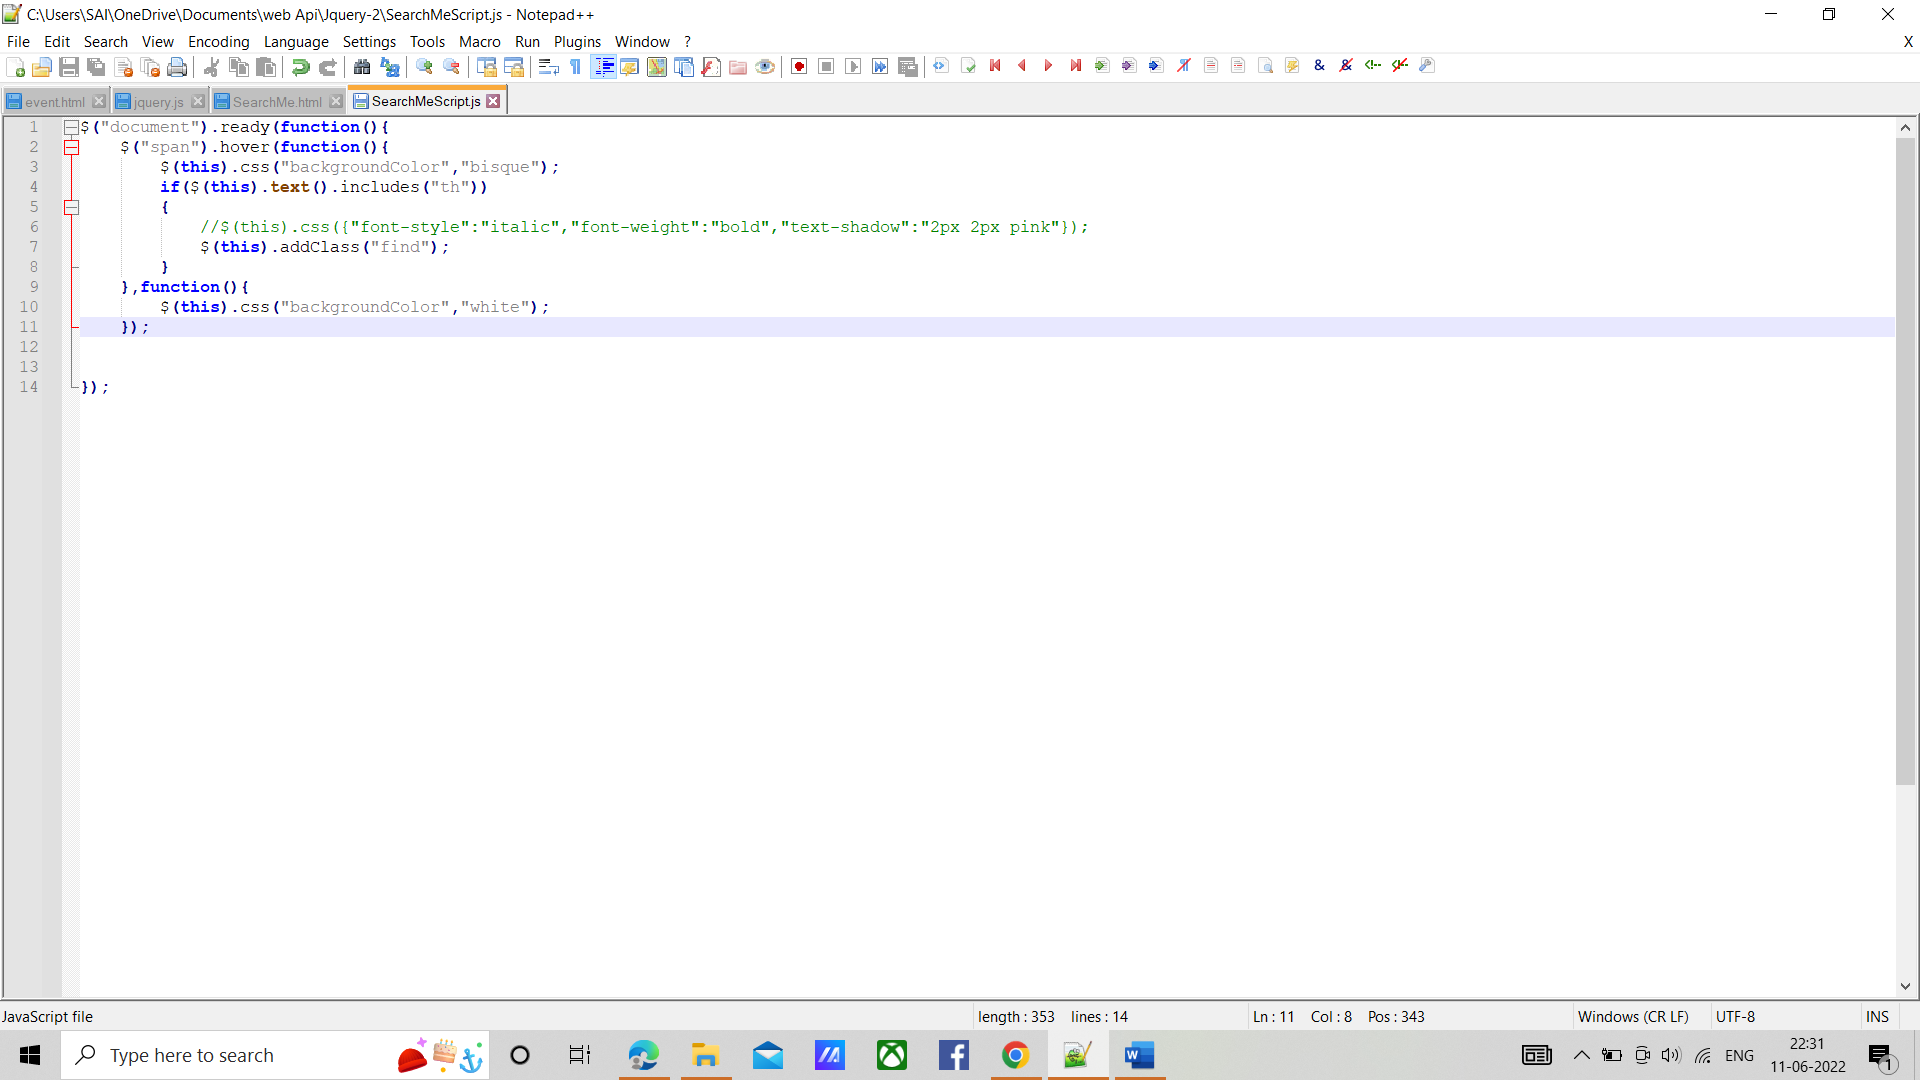 C:\Users\SAI\OneDrive\Documents\web Api\Jquery-2\SearchMeScript.js - Notepad++
File Edit Search View Encoding Language Settings Tools Macro Run Plugins Window ? X
event.html jquery.js SearchMe.html SearchMeScript.js
1 $("document").ready(function(){
2 $("span").hover(function(){
3 $(this).css("backgroundColor","bisque");
4 if($(this).text().includes("th"))
5 {
6 //$(this).css({"font-style":"italic","font-weight":"bold","text-shadow":"2px 2px pink"});
7 $(this).addClass("find");
8 }
9 },function(){
10 $(this).css("backgroundColor","white");
11 });
12
13
14 });
JavaScript file length : 353 lines : 14 Ln : 11 Col : 8 Pos : 343 Windows (CR LF) UTF-8 INS
Type here to search ENG 22:31
11-06-2022 1